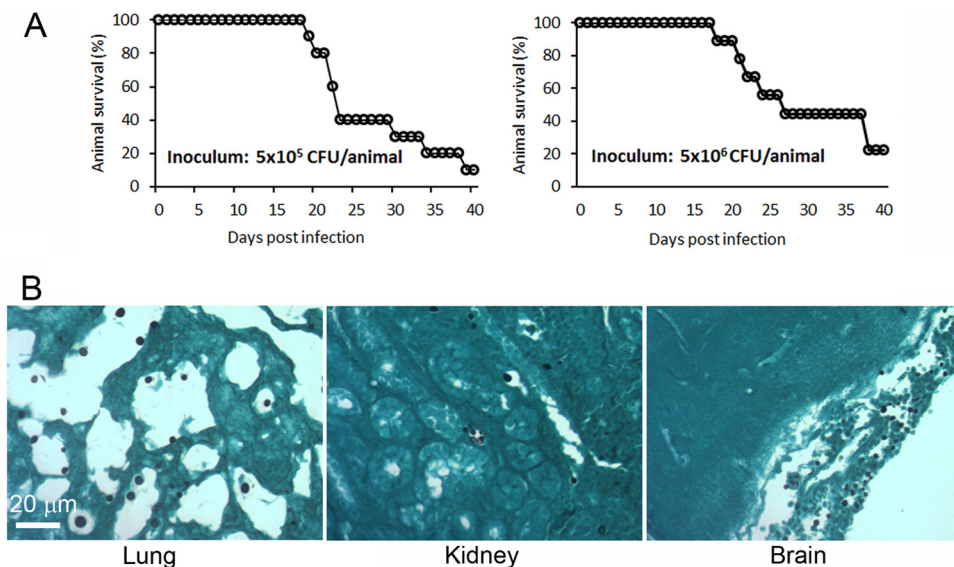 A
Animal survival (%)
100
80
60
40
20
0
Inoculum: 5x10⁵ CFU/animal
0 5 10 15 20 25 30 35 40
Days post infection
Animal survival (%)
100
80
60
40
20
0
Inoculum: 5x10⁶ CFU/animal
0 5 10 15 20 25 30 35 40
Days post infection
B
20 μm
Lung
Kidney
Brain